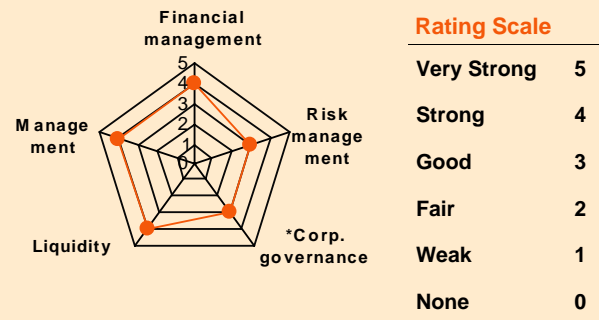 Financial
management
5
4
3
2
1
0
Risk
manage
ment
*Corp.
governance
Liquidity
Manage
ment
Rating Scale
Very Strong 5
Strong 4
Good 3
Fair 2
Weak 1
None 0